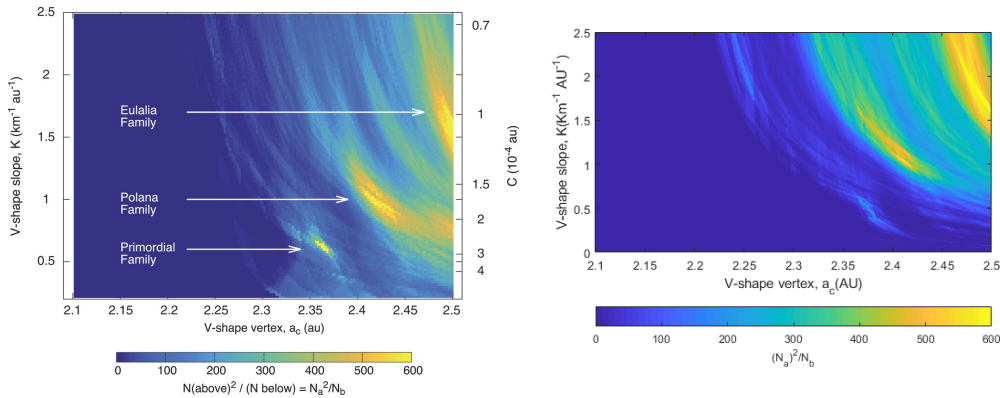 2.5
2
1.5
1
0.5
V-shape slope, K (km⁻¹ au⁻¹)
Eulalia
Family
Polana
Family
Primordial
Family
0.7
1
1.5
2
3
4
C (10⁻⁴ au)
2.1 2.15 2.2 2.25 2.3 2.35 2.4 2.45 2.5
V-shape vertex, a_c (au)
0 100 200 300 400 500 600
N(above)² / (N below) = N_a²/N_b
2.5
2
1.5
1
0.5
0
V-shape slope, K(Km⁻¹ AU⁻¹)
2.1 2.15 2.2 2.25 2.3 2.35 2.4 2.45 2.5
V-shape vertex, a_c(AU)
0 100 200 300 400 500 600
(N_a)²/N_b